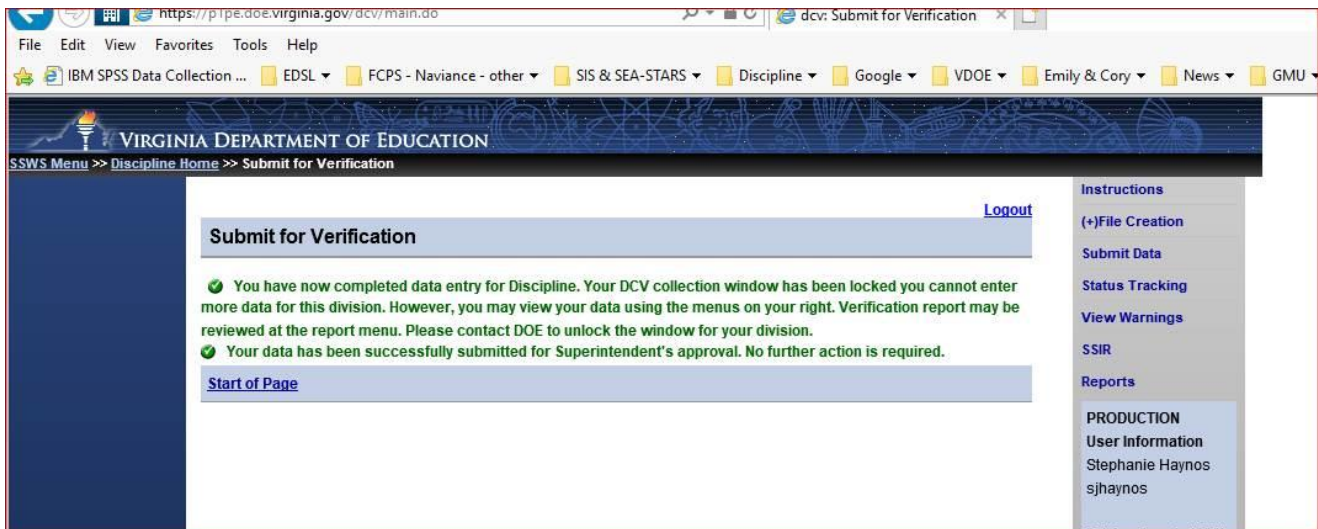 https://p1pe.doe.virginia.gov/dcv/main.do
dcv: Submit for Verification
File Edit View Favorites Tools Help
IBM SPSS Data Collection ... EDSL FCPS - Naviance - other SIS & SEA-STARS Discipline Google VDOE Emily & Cory News GMU
VIRGINIA DEPARTMENT OF EDUCATION
SSWS Menu >> Discipline Home >> Submit for Verification
Logout
Submit for Verification
You have now completed data entry for Discipline. Your DCV collection window has been locked you cannot enter
more data for this division. However, you may view your data using the menus on your right. Verification report may be
reviewed at the report menu. Please contact DOE to unlock the window for your division.
Your data has been successfully submitted for Superintendent's approval. No further action is required.
Start of Page
Instructions
(+)File Creation
Submit Data
Status Tracking
View Warnings
SSIR
Reports
PRODUCTION
User Information
Stephanie Haynos
sjhaynos